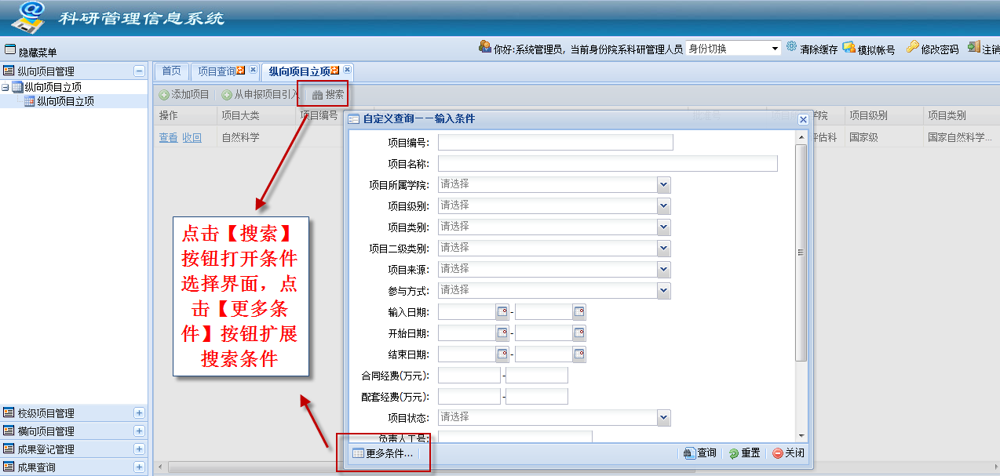 科研管理信息系统
隐藏菜单
你好:系统管理员，当前身份院系科研管理人员 身份切换 清除缓存 模拟帐号 修改密码 注销
纵向项目管理
纵向项目立项
纵向项目立项
首页 项目查询 纵向项目立项
添加项目 从申报项目引入 搜索
操作 项目大类 项目编号 批准号 学院 项目级别 项目类别
查看 收回 自然科学 评估科 国家级 国家自然科学...
自定义查询——输入条件
项目编号:
项目名称:
项目所属学院: 请选择
项目级别: 请选择
项目类别: 请选择
项目二级类别: 请选择
项目来源: 请选择
参与方式: 请选择
输入日期: -
开始日期: -
结束日期: -
合同经费(万元): -
配套经费(万元): -
项目状态: 请选择
负责人工号:
更多条件... 查询 重置 关闭
点击【搜索】
按钮打开条件
选择界面，点
击【更多条
件】按钮扩展
搜索条件
校级项目管理
横向项目管理
成果登记管理
成果查询